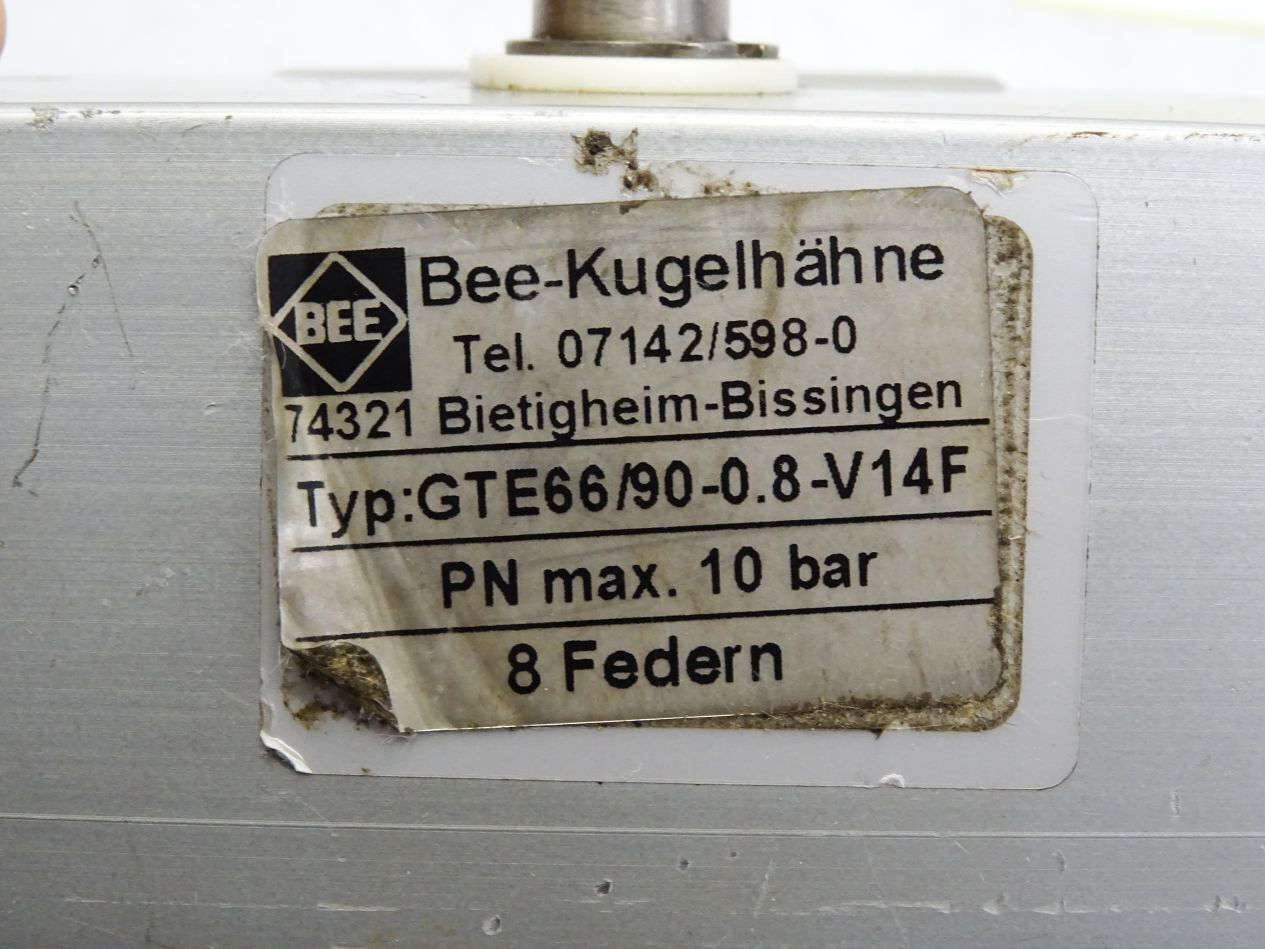 BEE
Bee-Kugelhähne
Tel. 07142/598-0
74321 Bietigheim-Bissingen
Typ:GTE66/90-0.8-V14F
PN max. 10 bar
8 Federn